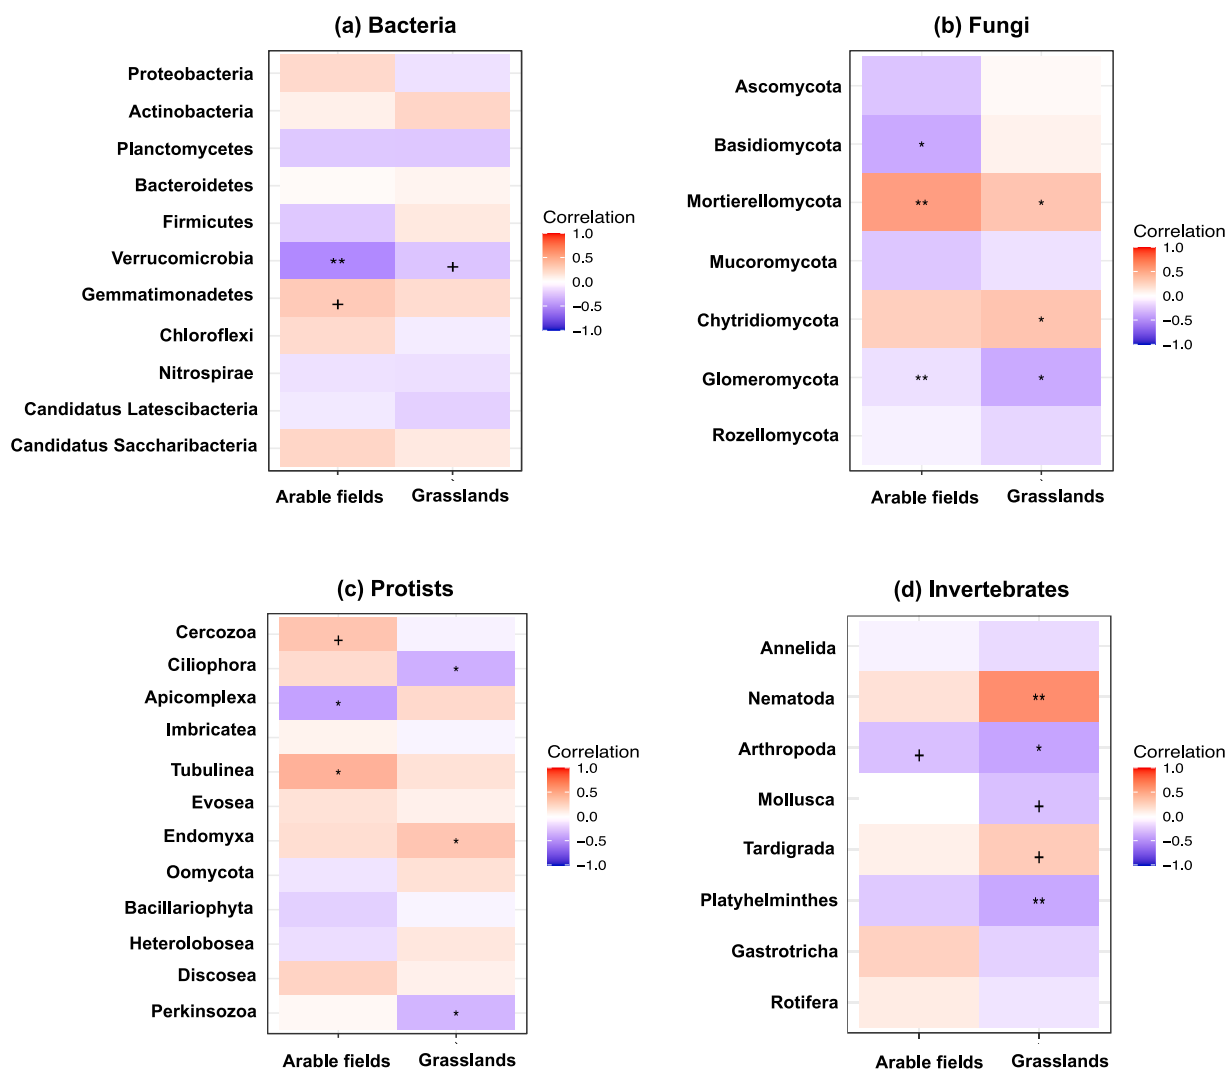 (a) Bacteria
Proteobacteria
Actinobacteria
Planctomycetes
Bacteroidetes
Firmicutes
Verrucomicrobia ** +
Gemmatimonadetes +
Chloroflexi
Nitrospirae
Candidatus Latescibacteria
Candidatus Saccharibacteria
Arable fields Grasslands
Correlation
1.0
0.5
0.0
−0.5
−1.0
(b) Fungi
Ascomycota
Basidiomycota *
Mortierellomycota ** *
Mucoromycota
Chytridiomycota *
Glomeromycota ** *
Rozellomycota
Arable fields Grasslands
Correlation
1.0
0.5
0.0
−0.5
−1.0
(c) Protists
Cercozoa +
Ciliophora *
Apicomplexa *
Imbricatea
Tubulinea *
Evosea
Endomyxa *
Oomycota
Bacillariophyta
Heterolobosea
Discosea
Perkinsozoa *
Arable fields Grasslands
Correlation
1.0
0.5
0.0
−0.5
−1.0
(d) Invertebrates
Annelida
Nematoda **
Arthropoda + *
Mollusca +
Tardigrada +
Platyhelminthes **
Gastrotricha
Rotifera
Arable fields Grasslands
Correlation
1.0
0.5
0.0
−0.5
−1.0